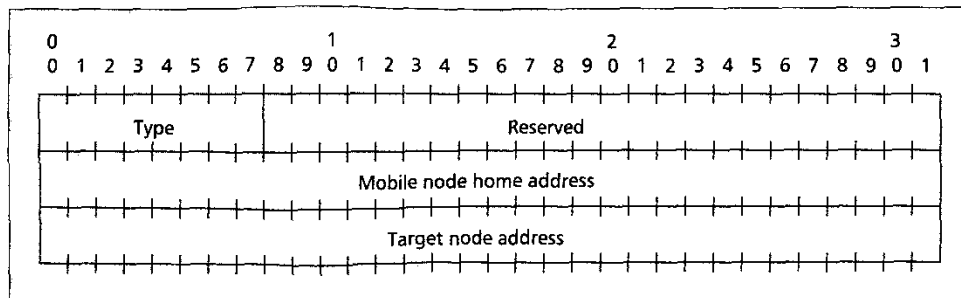 0 1 2 3
0 1 2 3 4 5 6 7 8 9 0 1 2 3 4 5 6 7 8 9 0 1 2 3 4 5 6 7 8 9 0 1
Type Reserved
Mobile node home address
Target node address